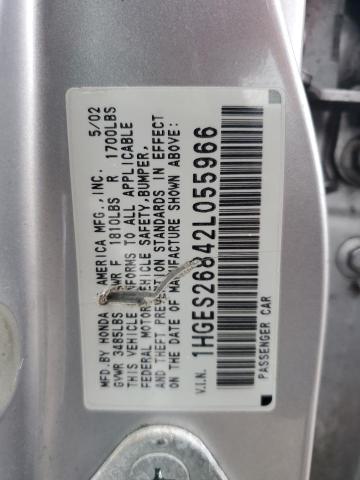 MFD.BY HONDA OF AMERICA MFG.,INC. 5/02
GVWR 3485LBS GAWR F 1810LBS R 1700LBS
THIS VEHICLE CONFORMS TO ALL APPLICABLE
FEDERAL MOTOR VEHICLE SAFETY,BUMPER,
AND THEFT PREVENTION STANDARDS IN EFFECT
ON THE DATE OF MANUFACTURE SHOWN ABOVE.
V.I.N. 1HGES26842L055966
PASSENGER CAR